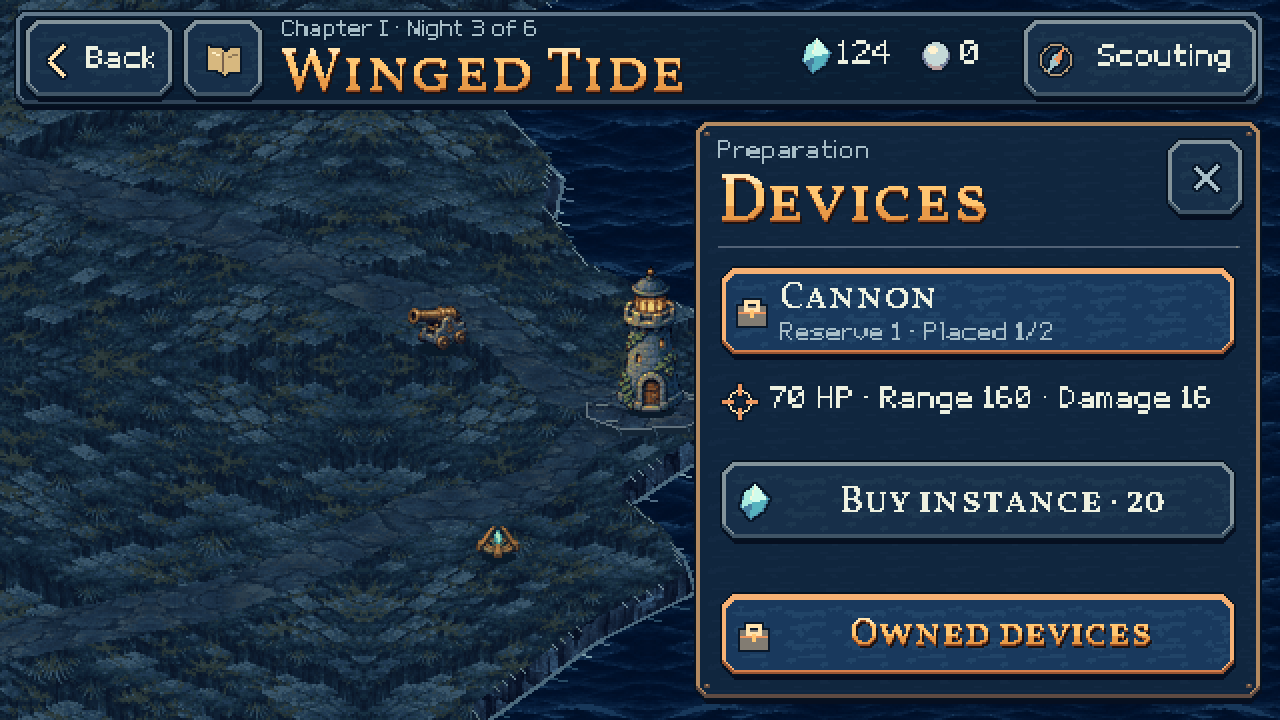 Back
Chapter I · Night 3 of 6
Winged Tide
124
0
Scouting
Preparation
Devices
Cannon
Reserve 1 · Placed 1/2
70 HP · Range 160 · Damage 16
Buy instance · 20
Owned devices